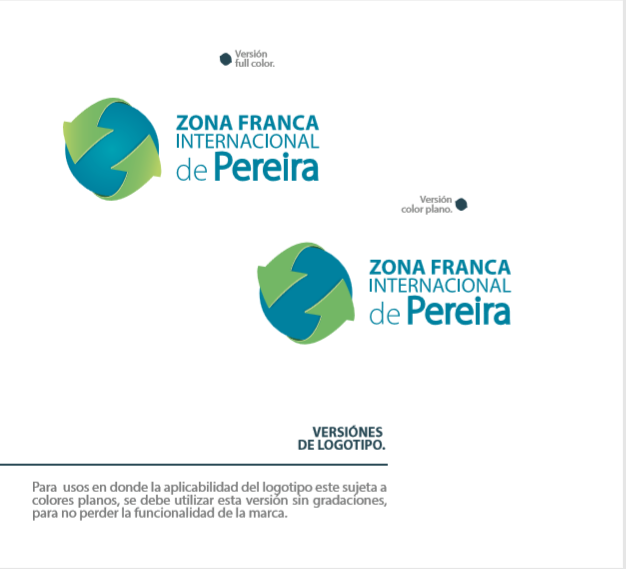 Versión
full color.
ZONA FRANCA
INTERNACIONAL
de Pereira
Versión
color plano.
ZONA FRANCA
INTERNACIONAL
de Pereira
VERSIÓNES
DE LOGOTIPO.
Para usos en donde la aplicabilidad del logotipo este sujeta a
colores planos, se debe utilizar esta versión sin gradaciones,
para no perder la funcionalidad de la marca.